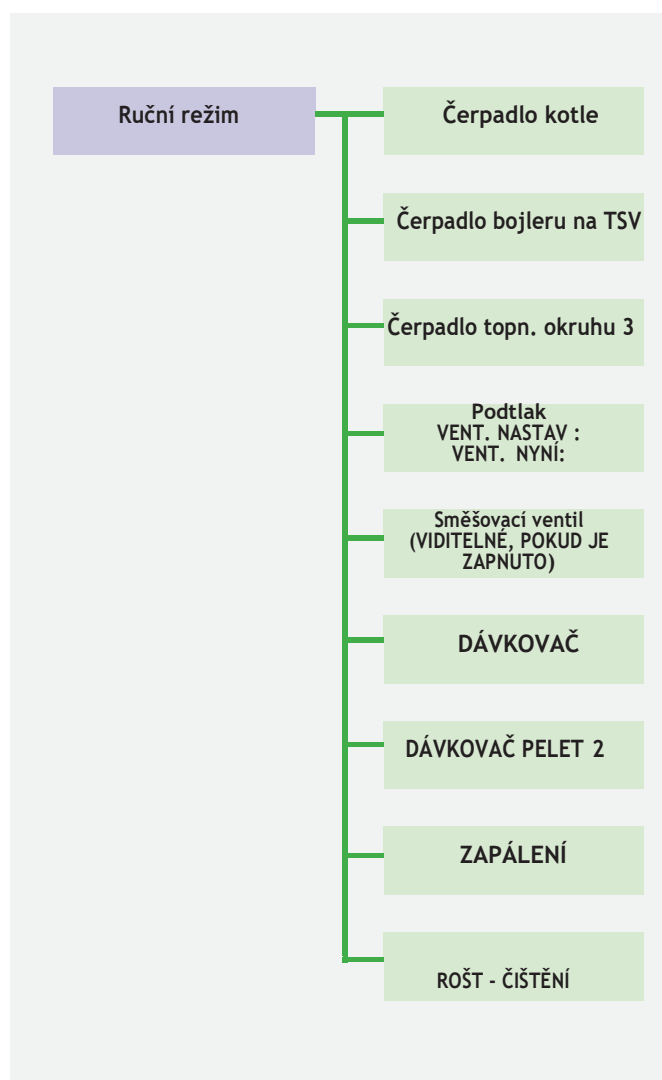 Ruční režim
Čerpadlo kotle
Čerpadlo bojleru na TSV
Čerpadlo topn. okruhu 3
Podtlak
VENT. NASTAV :
VENT. NYNÍ:
Směšovací ventil
(VIDITELNÉ, POKUD JE
ZAPNUTO)
DÁVKOVAČ
DÁVKOVAČ PELET 2
ZAPÁLENÍ
ROŠT - ČIŠTĚNÍ